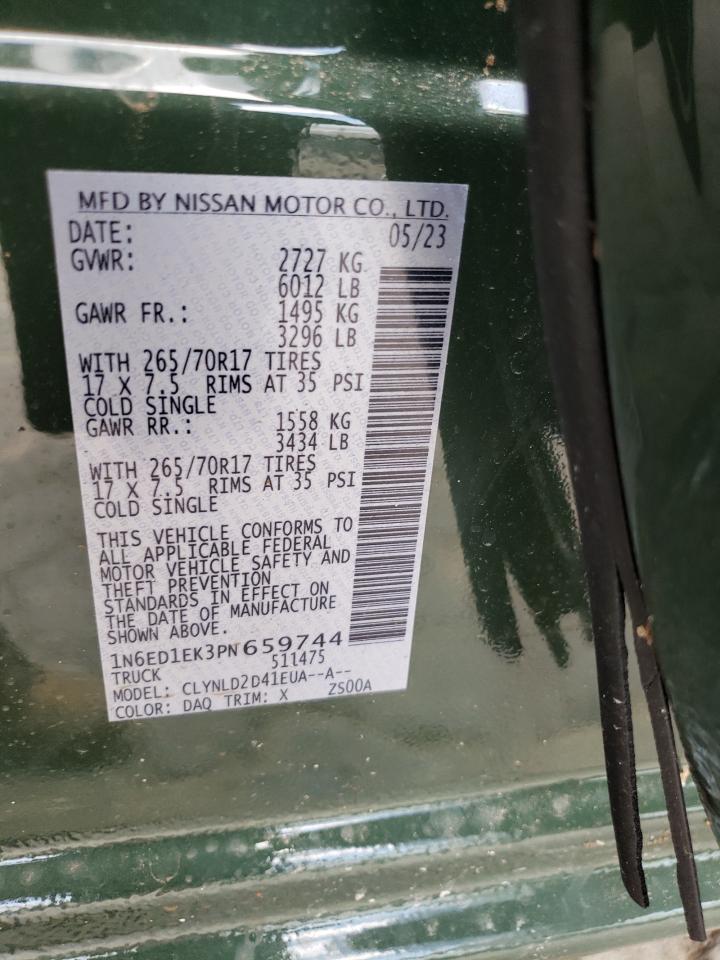 MFD BY NISSAN MOTOR CO., LTD.
DATE: 05/23
GVWR: 2727 KG
6012 LB
GAWR FR.: 1495 KG
3296 LB
WITH 265/70R17 TIRES
17 X 7.5 RIMS AT 35 PSI
COLD SINGLE
GAWR RR.: 1558 KG
3434 LB
WITH 265/70R17 TIRES
17 X 7.5 RIMS AT 35 PSI
COLD SINGLE
THIS VEHICLE CONFORMS TO
ALL APPLICABLE FEDERAL
MOTOR VEHICLE SAFETY AND
THEFT PREVENTION
STANDARDS IN EFFECT ON
THE DATE OF MANUFACTURE
SHOWN ABOVE.
1N6ED1EK3PN659744
TRUCK 511475
MODEL: CLYNLD2D41EUA--A--
COLOR: DAQ TRIM: X ZS00A